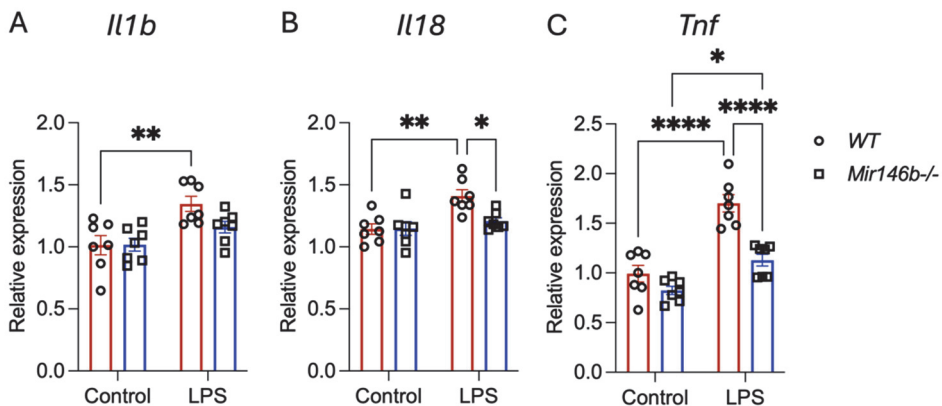 A Il1b
B Il18
C Tnf
Relative expression
2.0
1.5
1.0
0.5
0.0
**
Control LPS
Relative expression
2.0
1.5
1.0
0.5
0.0
** *
Control LPS
Relative expression
2.5
2.0
1.5
1.0
0.5
0.0
*
**** ****
Control LPS
WT
Mir146b-/-